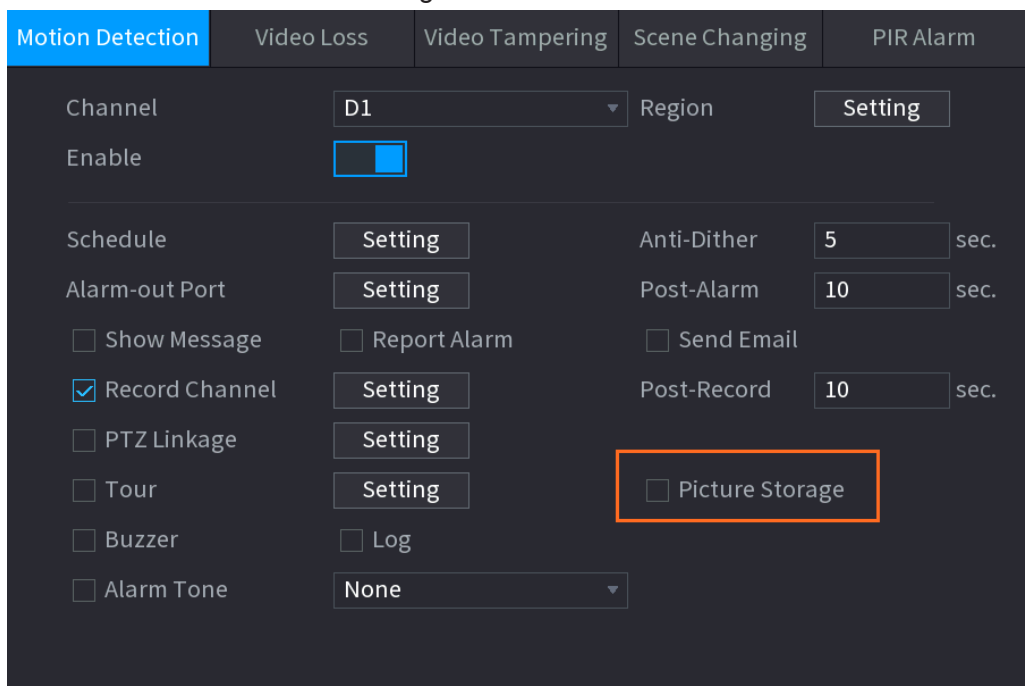 Motion Detection Video Loss Video Tampering Scene Changing PIR Alarm
Channel D1 Region Setting
Enable
Schedule Setting Anti-Dither 5 sec.
Alarm-out Port Setting Post-Alarm 10 sec.
Show Message Report Alarm Send Email
Record Channel Setting Post-Record 10 sec.
PTZ Linkage Setting
Tour Setting Picture Storage
Buzzer Log
Alarm Tone None